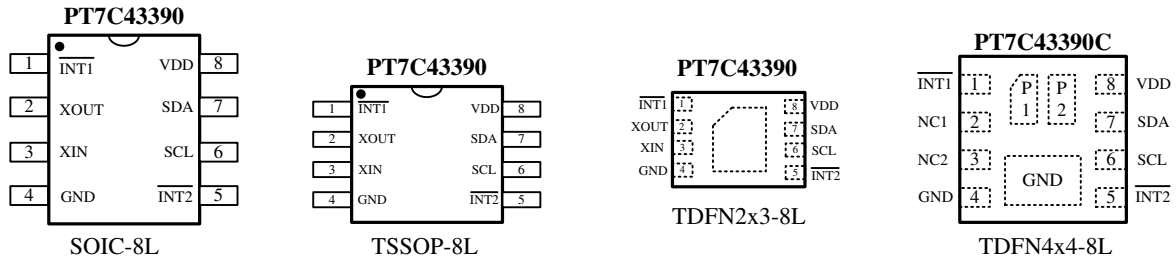 PT7C43390
1 INT1 VDD 8
2 XOUT SDA 7
3 XIN SCL 6
4 GND INT2 5
SOIC-8L
PT7C43390
1 INT1 VDD 8
2 XOUT SDA 7
3 XIN SCL 6
4 GND INT2 5
TSSOP-8L
PT7C43390
INT1 1 8 VDD
XOUT 2 7 SDA
XIN 3 6 SCL
GND 4 5 INT2
TDFN2x3-8L
PT7C43390C
INT1 1 P1 P2 8 VDD
NC1 2 7 SDA
NC2 3 6 SCL
GND 4 GND 5 INT2
TDFN4x4-8L